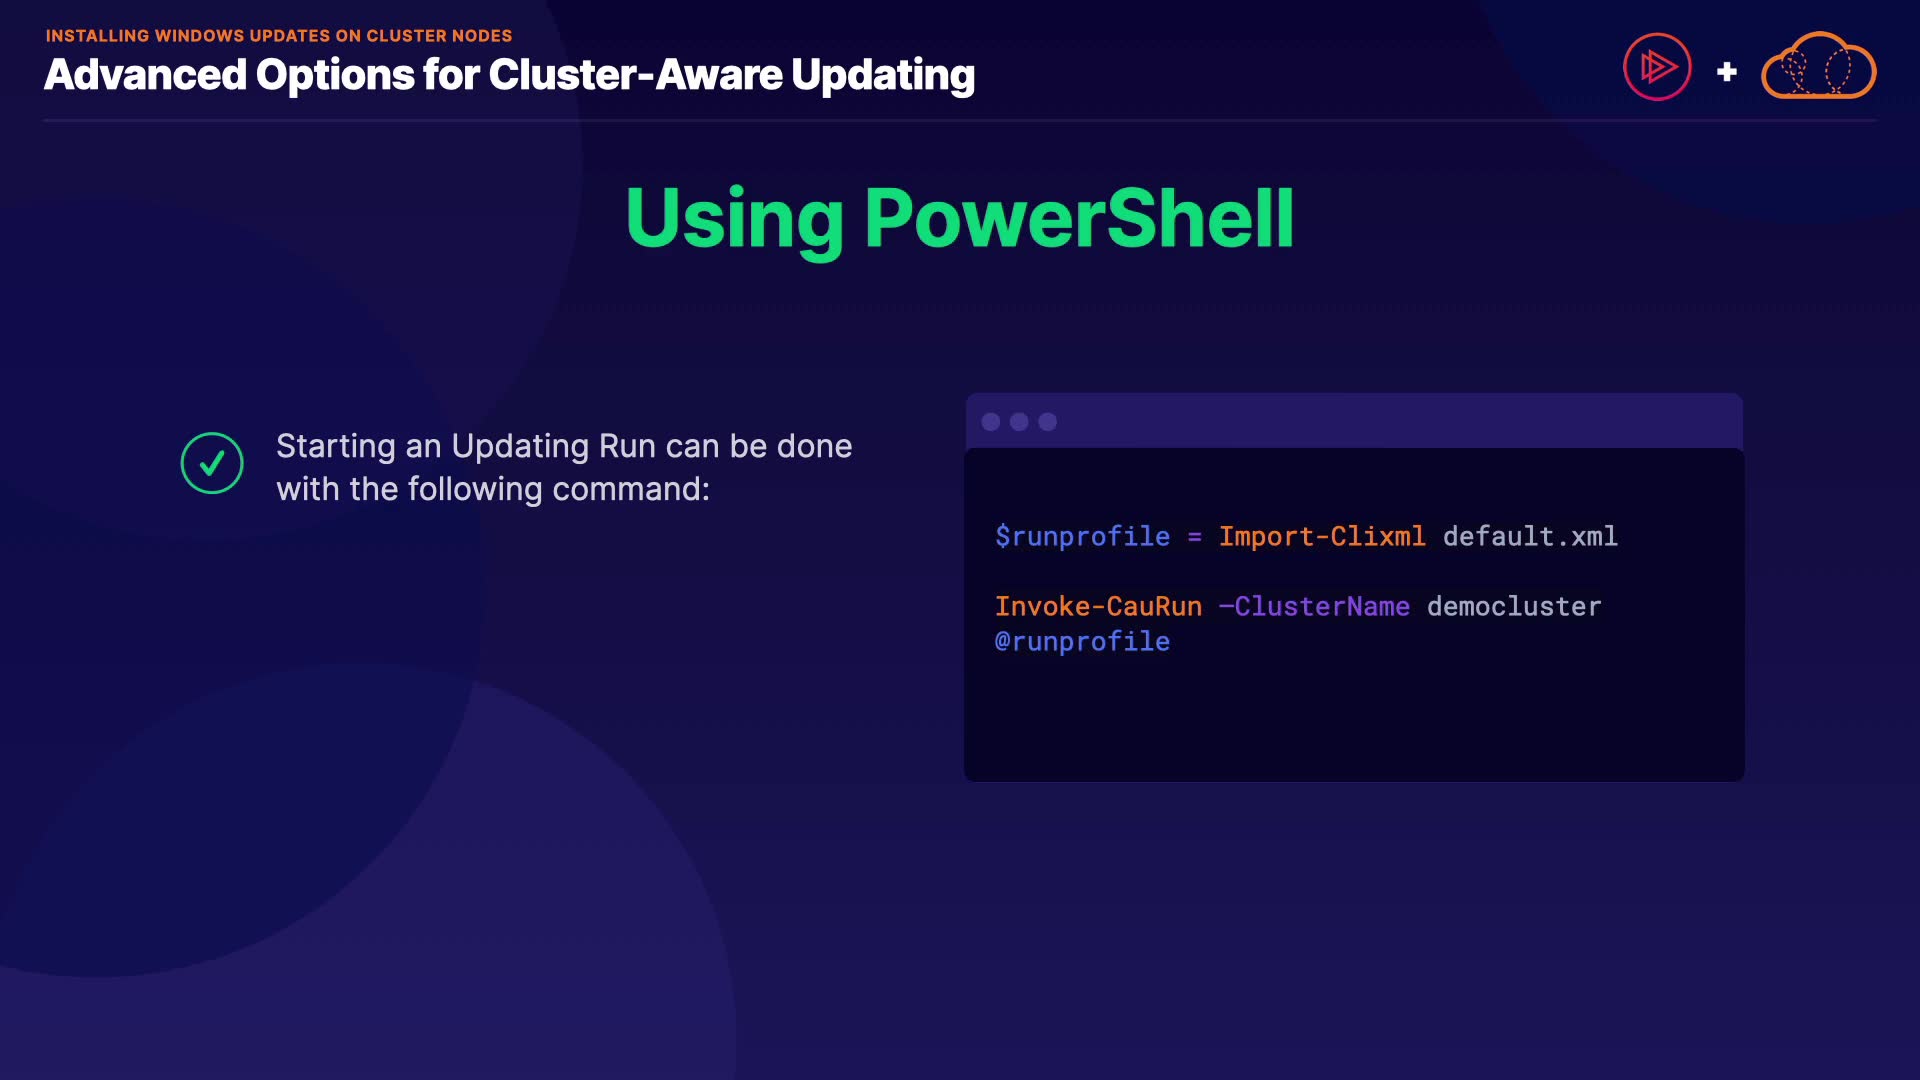 INSTALLING WINDOWS UPDATES ON CLUSTER NODES
Advanced Options for Cluster-Aware Updating
+
Using PowerShell
Starting an Updating Run can be done
with the following command:
$runprofile = Import-Clixml default.xml
Invoke-CauRun –ClusterName democluster
@runprofile